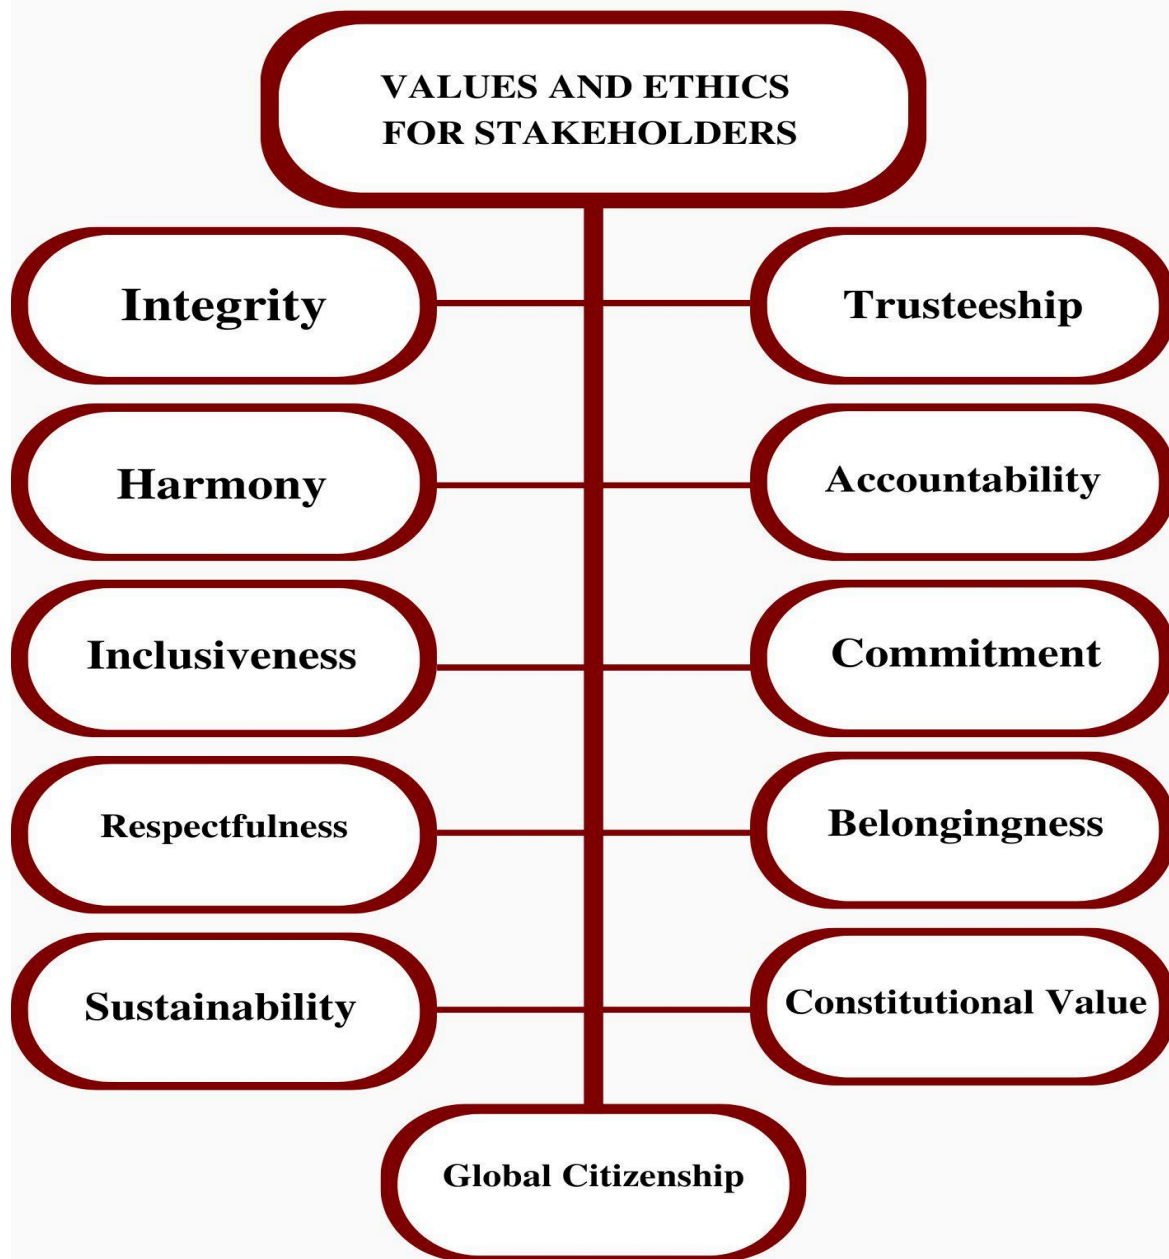 VALUES AND ETHICS
FOR STAKEHOLDERS
Integrity
Trusteeship
Harmony
Accountability
Inclusiveness
Commitment
Respectfulness
Belongingness
Sustainability
Constitutional Value
Global Citizenship